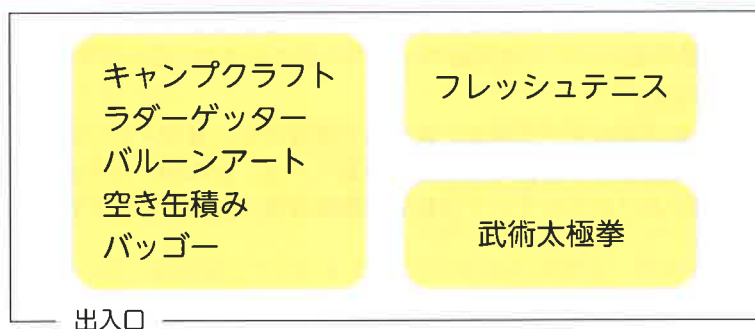 キャンプクラフト
ラダーゲッター
バルーンアート
空き缶積み
バッゴー
フレッシュテニス
武術太極拳
出入口